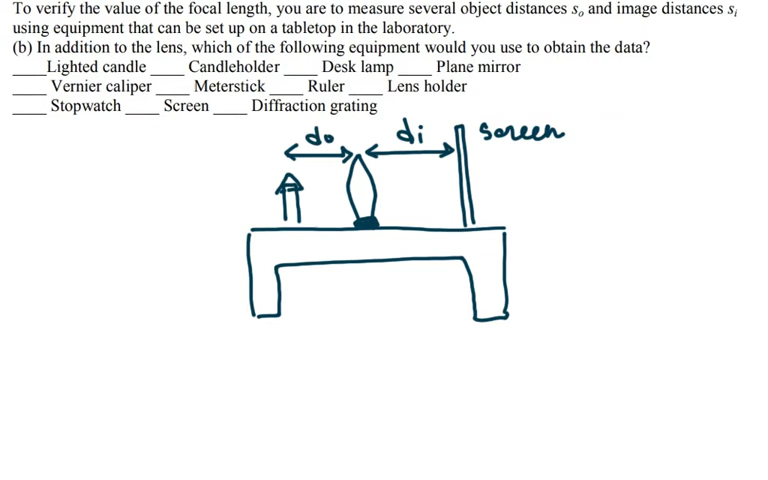 To verify the value of the focal length, you are to measure several object distances sₒ and image distances sᵢ
using equipment that can be set up on a tabletop in the laboratory.
(b) In addition to the lens, which of the following equipment would you use to obtain the data?
____Lighted candle ____ Candleholder ____ Desk lamp ____ Plane mirror
____ Vernier caliper ____ Meterstick ____ Ruler ____ Lens holder
____ Stopwatch ____ Screen ____ Diffraction grating
do di screen